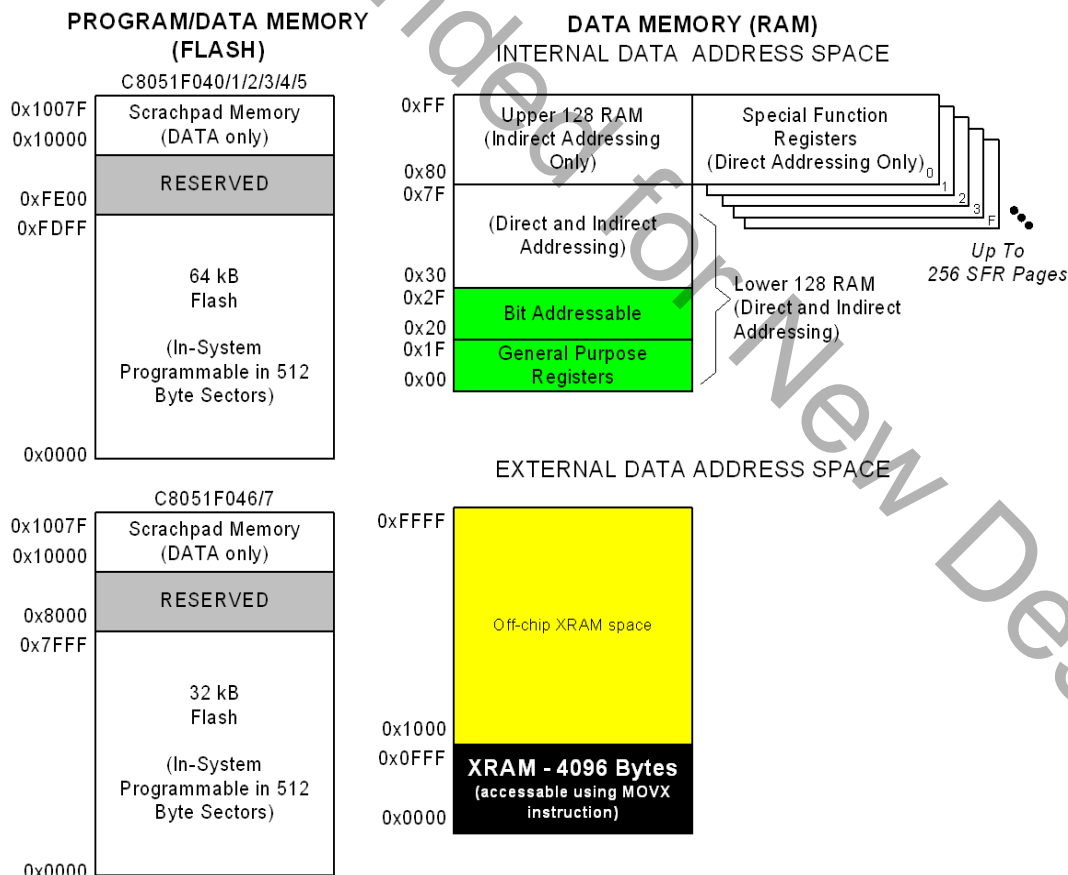 PROGRAM/DATA MEMORY
(FLASH)
C8051F040/1/2/3/4/5
0x1007F
Scrachpad Memory
0x10000
(DATA only)
RESERVED
0xFE00
0xFDFF
64 kB
Flash
(In-System
Programmable in 512
Byte Sectors)
0x0000
C8051F046/7
0x1007F
Scrachpad Memory
0x10000
(DATA only)
RESERVED
0x8000
0x7FFF
32 kB
Flash
(In-System
Programmable in 512
Byte Sectors)
0x0000
DATA MEMORY (RAM)
INTERNAL DATA ADDRESS SPACE
0xFF
Upper 128 RAM
(Indirect Addressing
Only)
0x80
Special Function
Registers
(Direct Addressing Only)
0
1
2
3
F
Up To
256 SFR Pages
0x7F
(Direct and Indirect
Addressing)
0x30
0x2F
Bit Addressable
0x20
0x1F
General Purpose
Registers
0x00
Lower 128 RAM
(Direct and Indirect
Addressing)
EXTERNAL DATA ADDRESS SPACE
0xFFFF
Off-chip XRAM space
0x1000
0x0FFF
XRAM - 4096 Bytes
(accessable using MOVX
instruction)
0x0000
for New